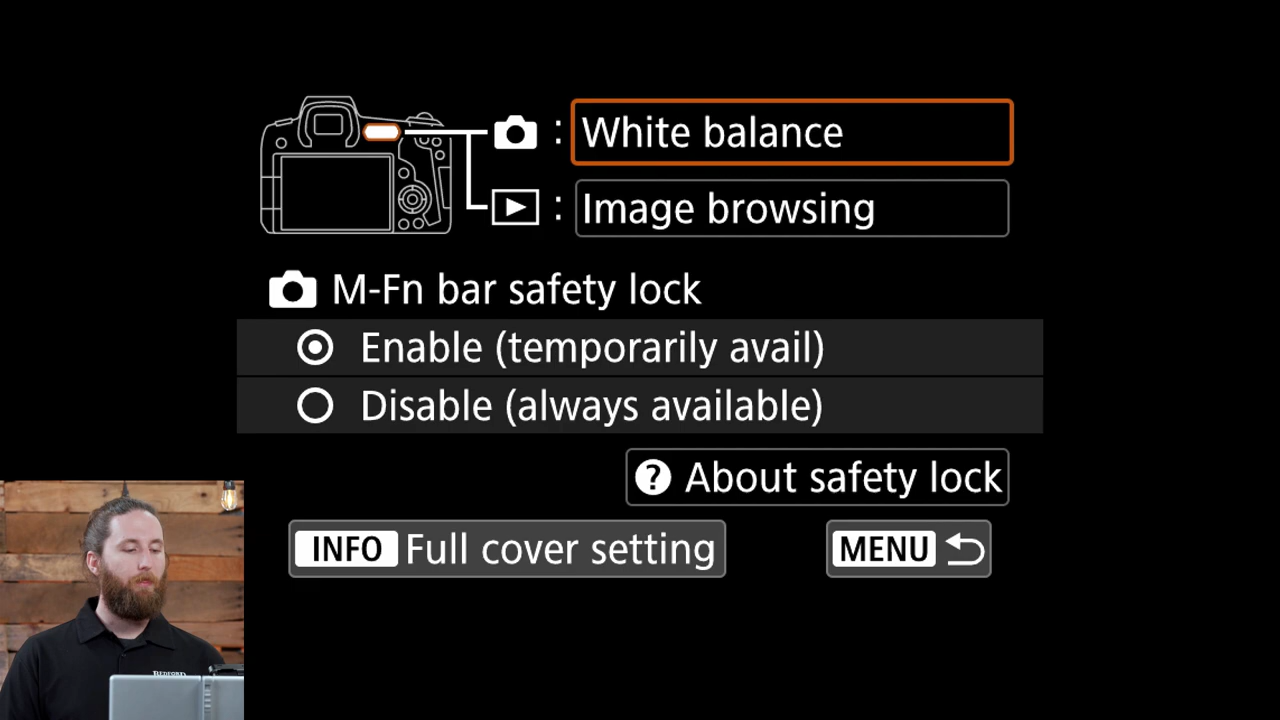 : White balance
: Image browsing
M-Fn bar safety lock
Enable (temporarily avail)
Disable (always available)
? About safety lock
INFO Full cover setting
MENU
BEDFORD